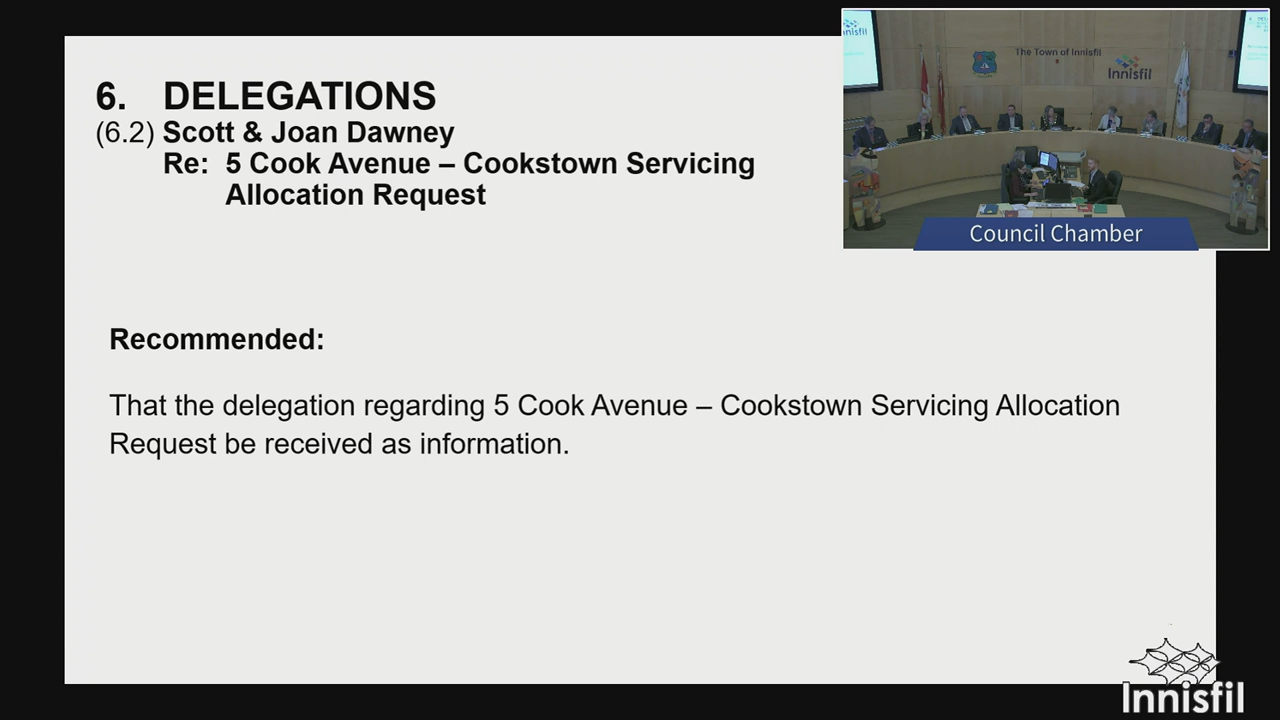 6. DELEGATIONS
(6.2) Scott & Joan Dawney
Re: 5 Cook Avenue – Cookstown Servicing
Allocation Request
Recommended:
That the delegation regarding 5 Cook Avenue – Cookstown Servicing Allocation
Request be received as information.
The Town of Innisfil
Innisfil
Council Chamber
Innisfil